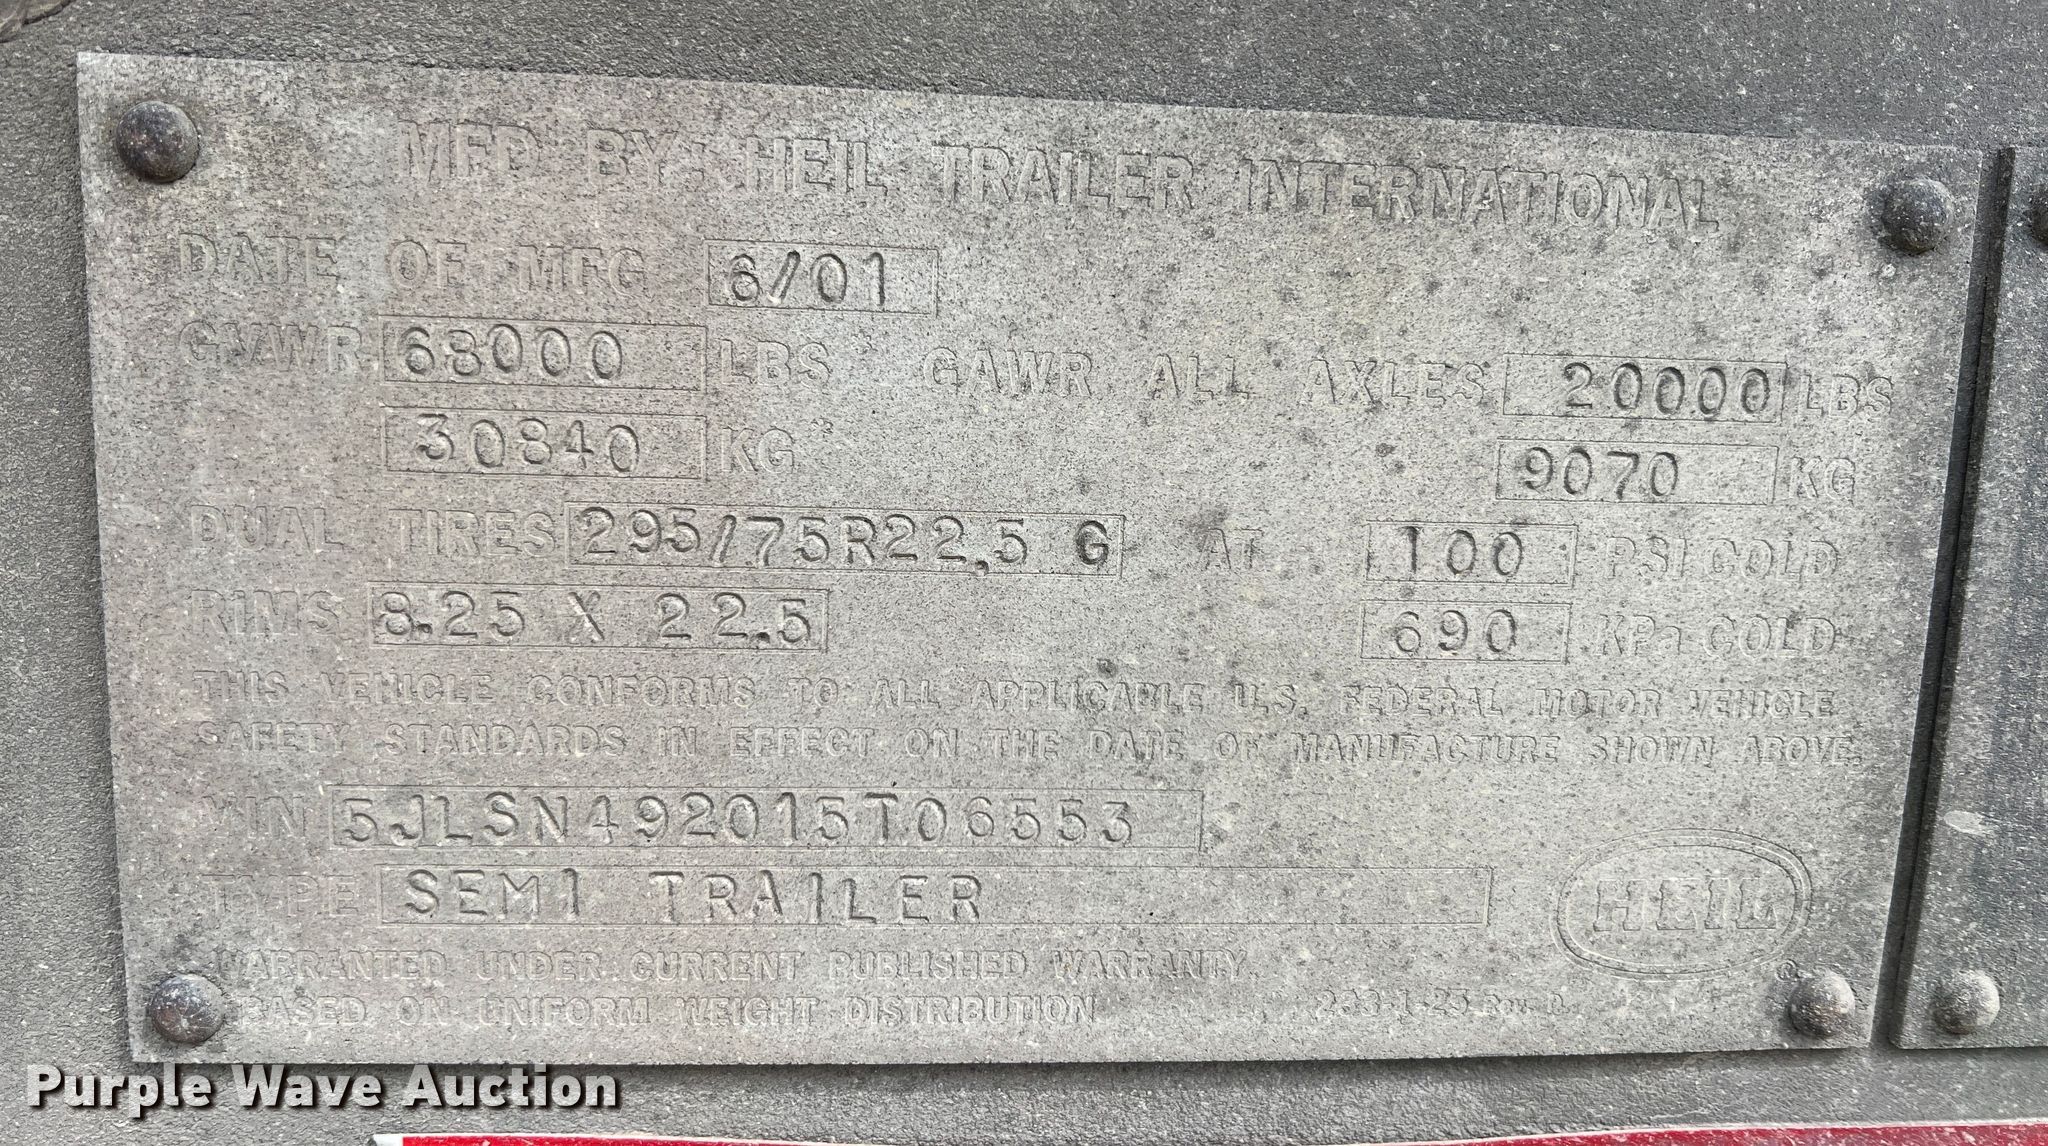 MFD BY: HEIL TRAILER INTERNATIONAL
DATE OF MFG 6/01
GVWR 68000 LBS GAWR ALL AXLES 20000 LBS
30840 KG 9070 KG
DUAL TIRES 295/75R22.5 G AT 100 PSI COLD
RIMS 8.25 X 22.5 690 KPa COLD
THIS VEHICLE CONFORMS TO ALL APPLICABLE U.S. FEDERAL MOTOR VEHICLE
SAFETY STANDARDS IN EFFECT ON THE DATE OF MANUFACTURE SHOWN ABOVE.
VIN 5JLSN492015T06553
TYPE SEMI TRAILER
HEIL
WARRANTED UNDER CURRENT PUBLISHED WARRANTY.
BASED ON UNIFORM WEIGHT DISTRIBUTION
Purple Wave Auction